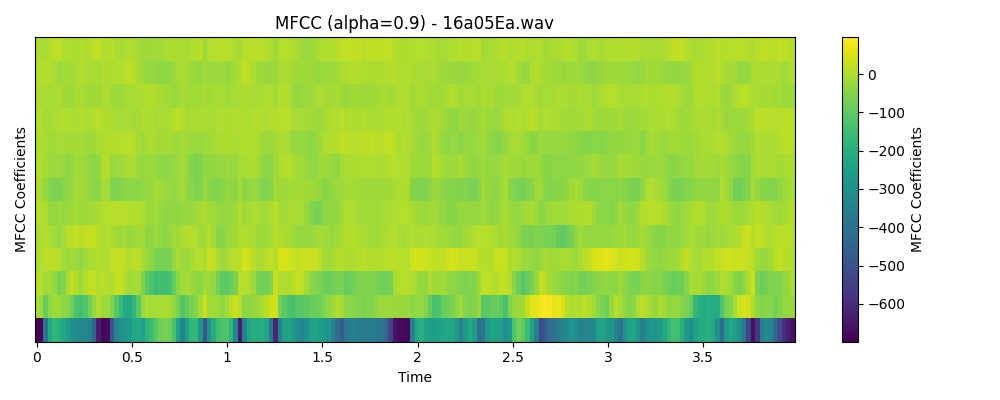 MFCC (alpha=0.9) - 16a05Ea.wav
MFCC Coefficients
0 0.5 1 1.5 2 2.5 3 3.5
Time
0
−100
−200
−300
−400
−500
−600
MFCC Coefficients